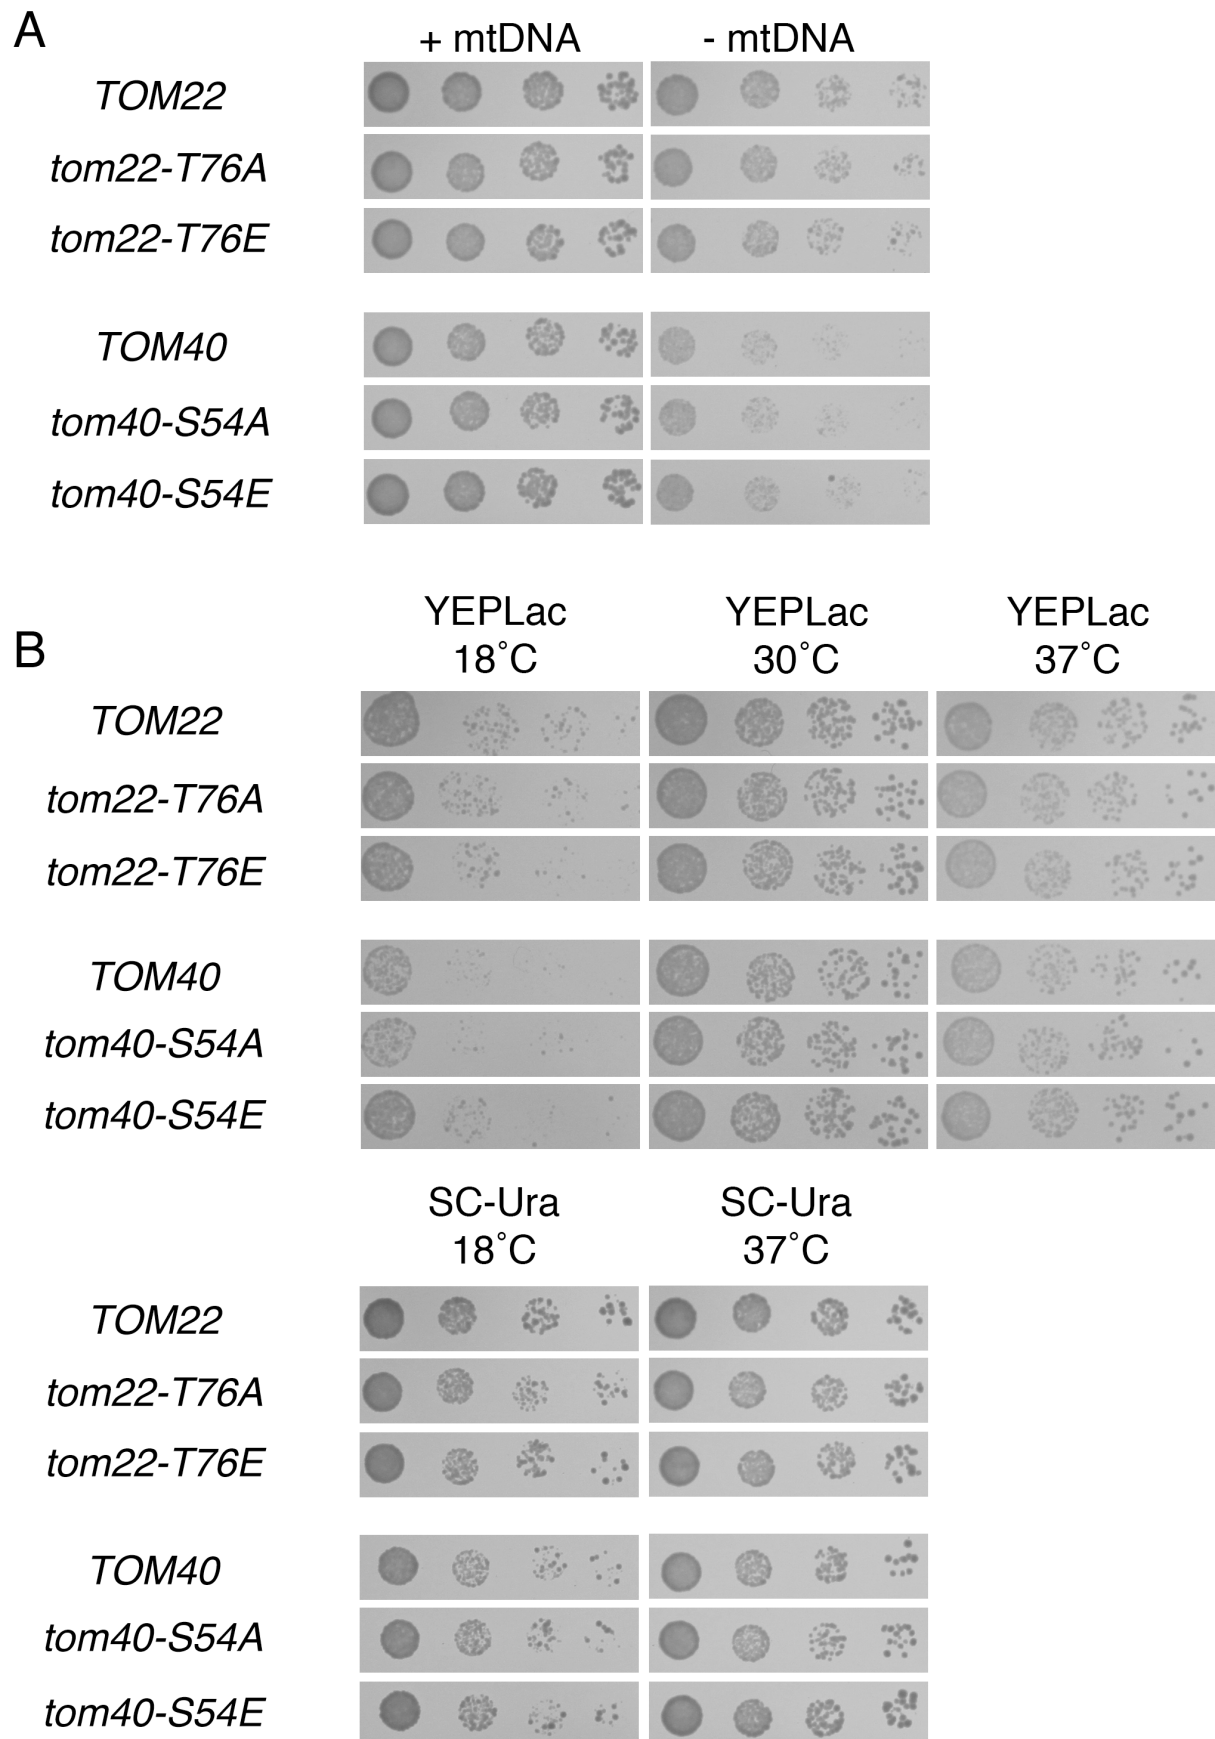 A
+ mtDNA - mtDNA
TOM22
tom22-T76A
tom22-T76E
TOM40
tom40-S54A
tom40-S54E
B
YEPLac YEPLac YEPLac
18˚C 30˚C 37˚C
TOM22
tom22-T76A
tom22-T76E
TOM40
tom40-S54A
tom40-S54E
SC-Ura SC-Ura
18˚C 37˚C
TOM22
tom22-T76A
tom22-T76E
TOM40
tom40-S54A
tom40-S54E